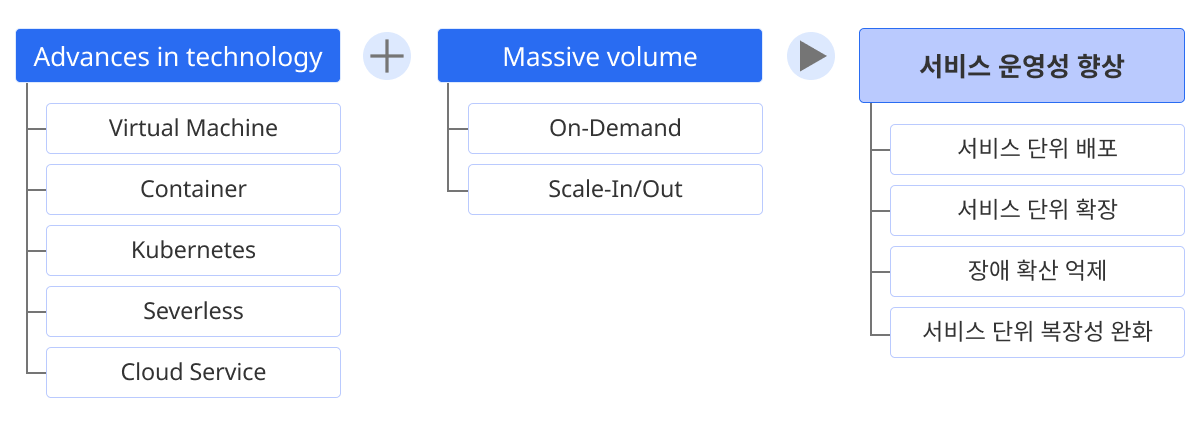 Advances in technology
Virtual Machine
Container
Kubernetes
Severless
Cloud Service
Massive volume
On-Demand
Scale-In/Out
서비스 운영성 향상
서비스 단위 배포
서비스 단위 확장
장애 확산 억제
서비스 단위 복장성 완화